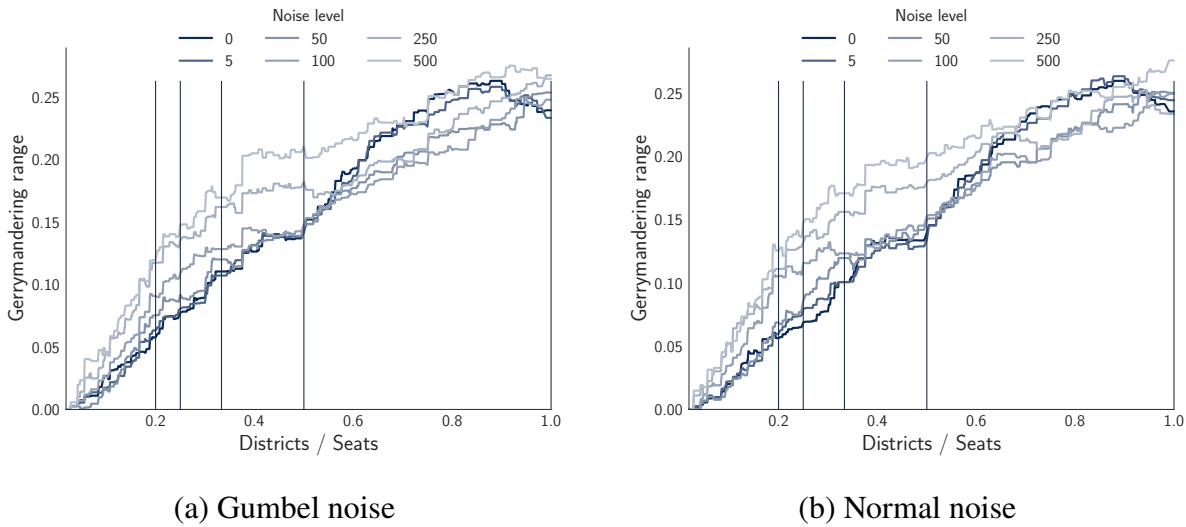 Noise level
0 50 250
5 100 500
Gerrymandering range
0.25
0.20
0.15
0.10
0.05
0.00
0.2 0.4 0.6 0.8 1.0
Districts / Seats
(a) Gumbel noise
Noise level
0 50 250
5 100 500
Gerrymandering range
0.25
0.20
0.15
0.10
0.05
0.00
0.2 0.4 0.6 0.8 1.0
Districts / Seats
(b) Normal noise